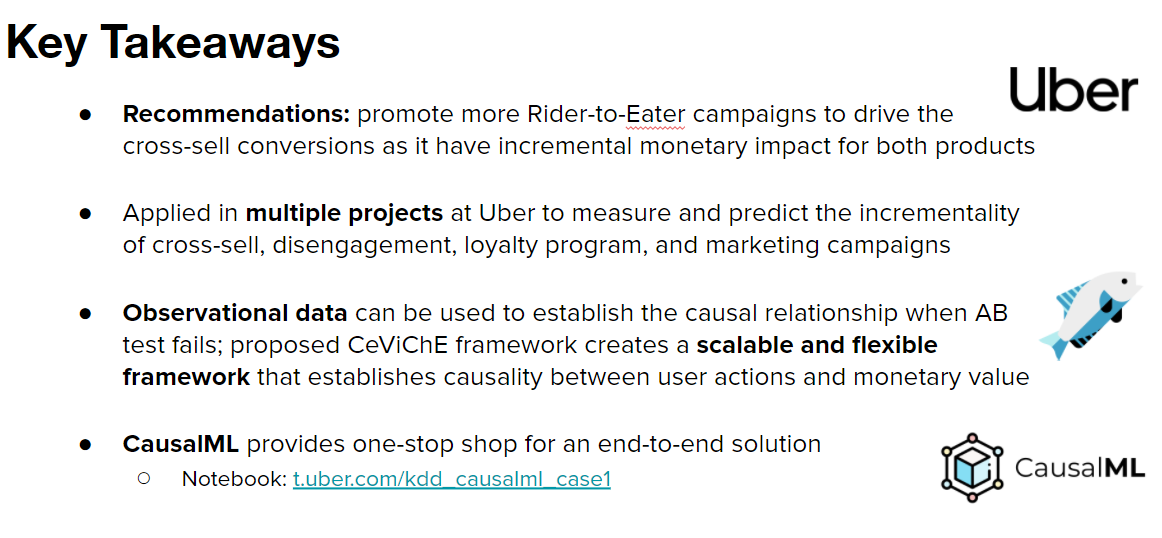 Key Takeaways
Uber
● Recommendations: promote more Rider-to-Eater campaigns to drive the
cross-sell conversions as it have incremental monetary impact for both products
● Applied in multiple projects at Uber to measure and predict the incrementality
of cross-sell, disengagement, loyalty program, and marketing campaigns
● Observational data can be used to establish the causal relationship when AB
test fails; proposed CeViChE framework creates a scalable and flexible
framework that establishes causality between user actions and monetary value
● CausalML provides one-stop shop for an end-to-end solution
○ Notebook: t.uber.com/kdd_causalml_case1
CausalML